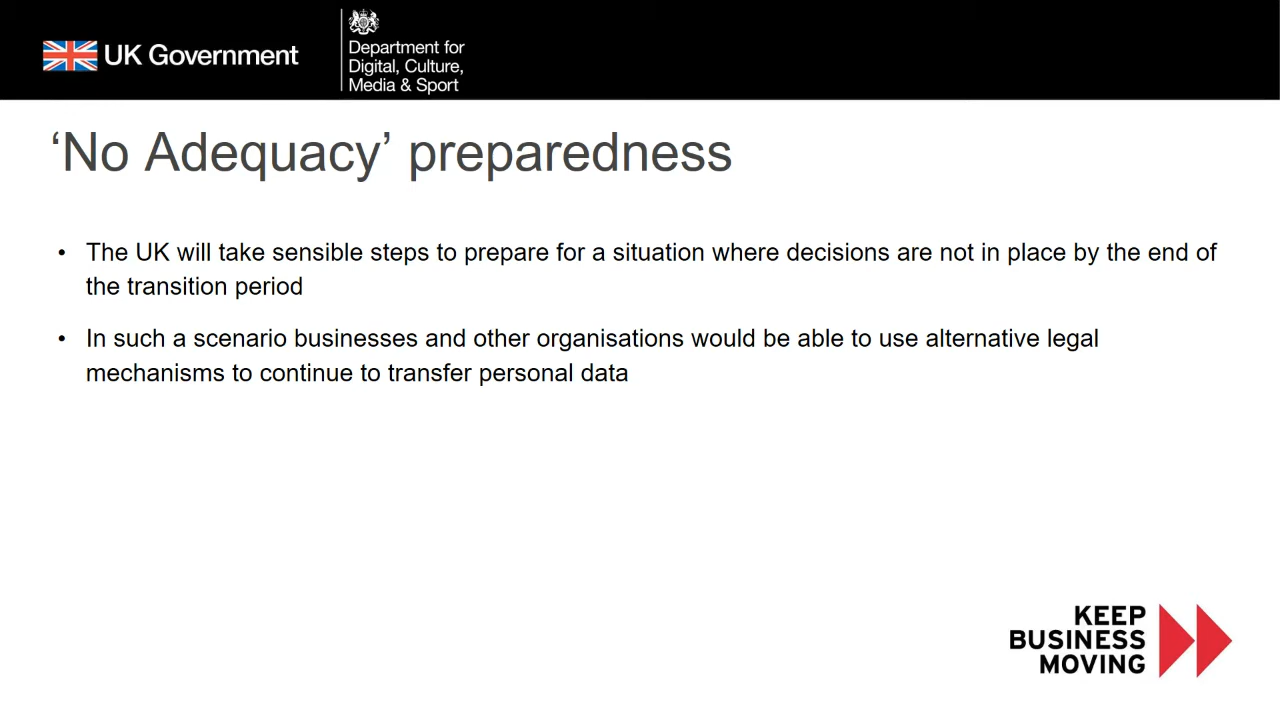 UK Government
Department for
Digital, Culture,
Media & Sport
‘No Adequacy’ preparedness
• The UK will take sensible steps to prepare for a situation where decisions are not in place by the end of
the transition period
• In such a scenario businesses and other organisations would be able to use alternative legal
mechanisms to continue to transfer personal data
KEEP
BUSINESS
MOVING